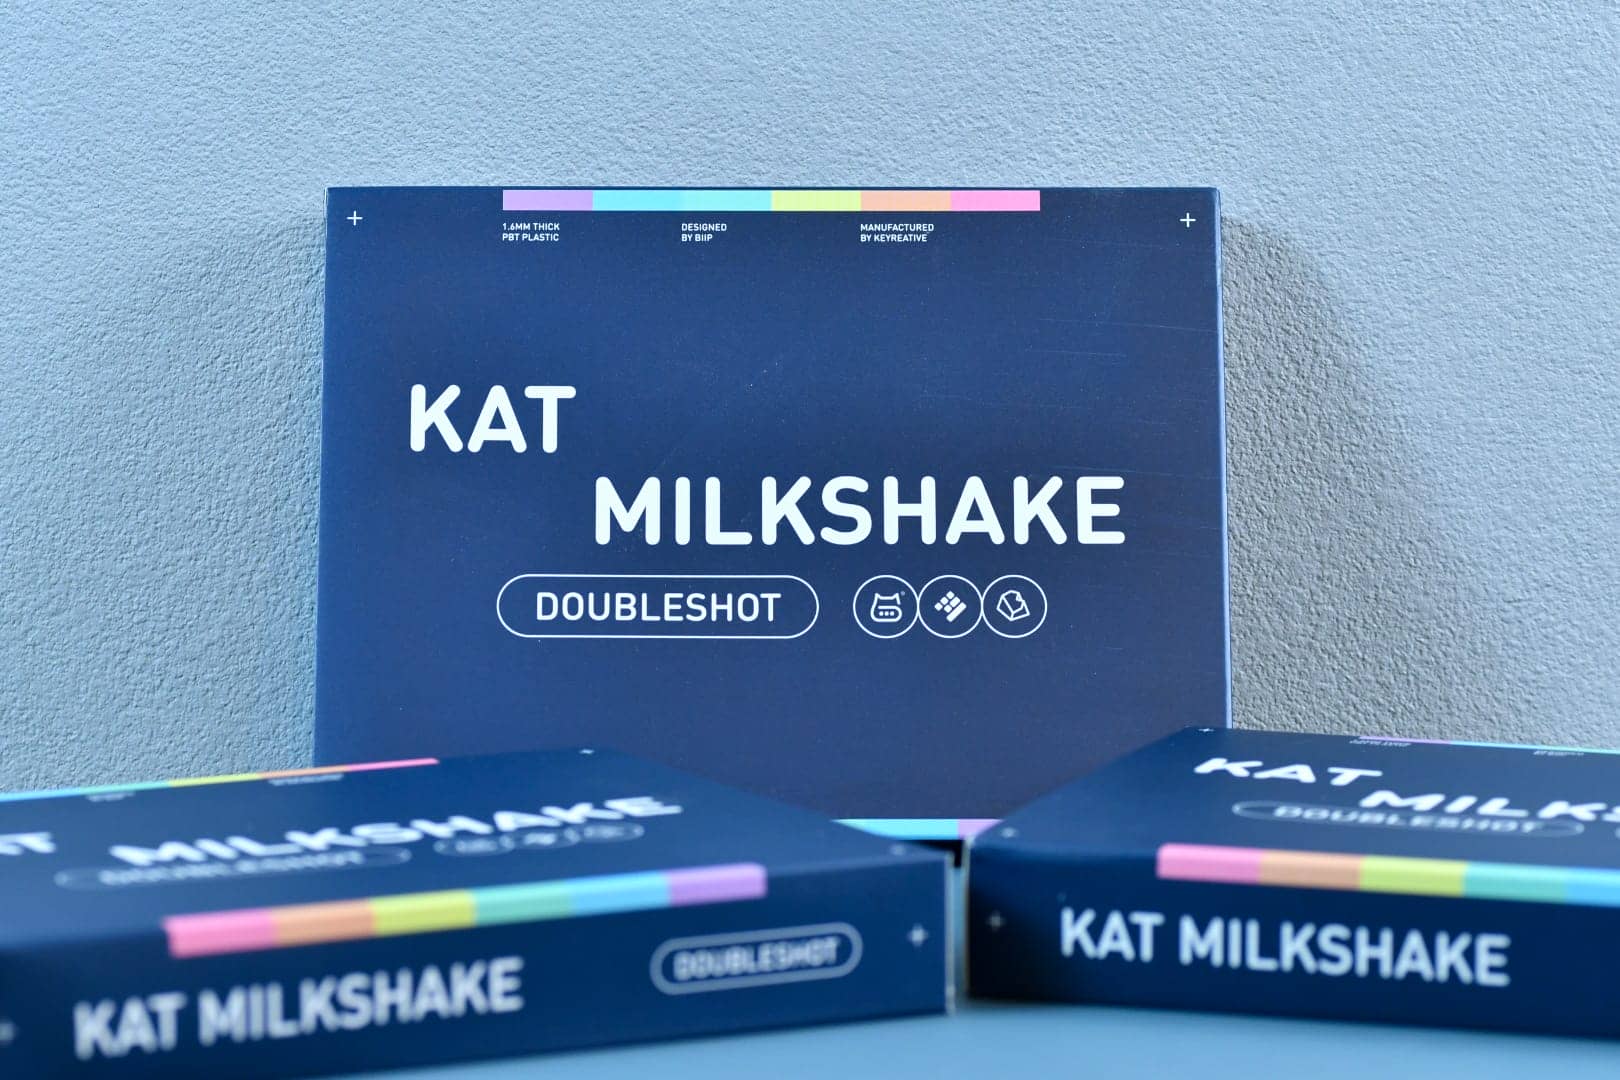 1.6MM THICK
PBT PLASTIC
DESIGNED
BY BIIP
MANUFACTURED
BY KEYREATIVE
KAT
MILKSHAKE
DOUBLESHOT
MILKSHAKE
DOUBLESHOT
KAT MILKSHAKE
DOUBLESHOT
KAT
DOUBLESHOT
KAT MILKSHAKE